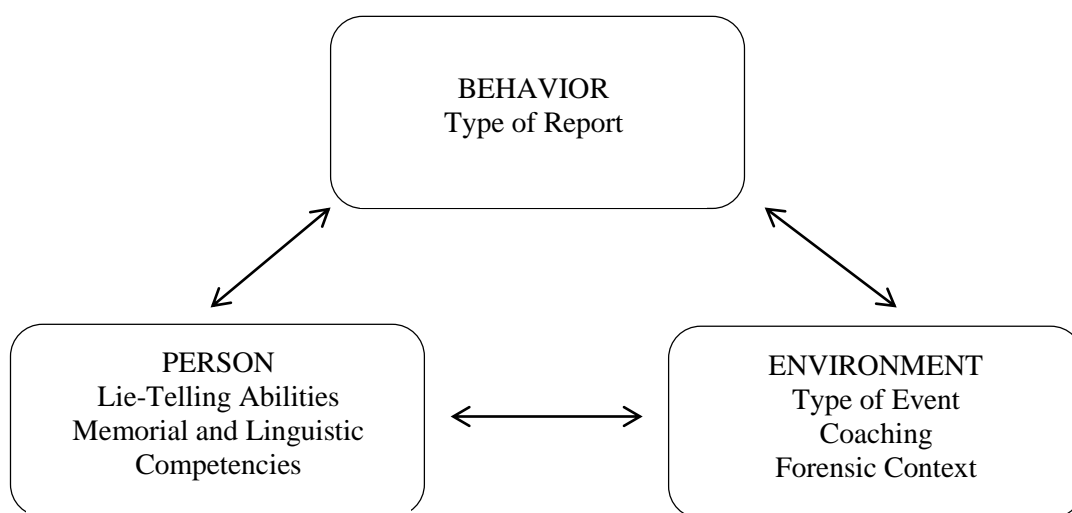 BEHAVIOR
Type of Report
PERSON
Lie-Telling Abilities
Memorial and Linguistic
Competencies
ENVIRONMENT
Type of Event
Coaching
Forensic Context